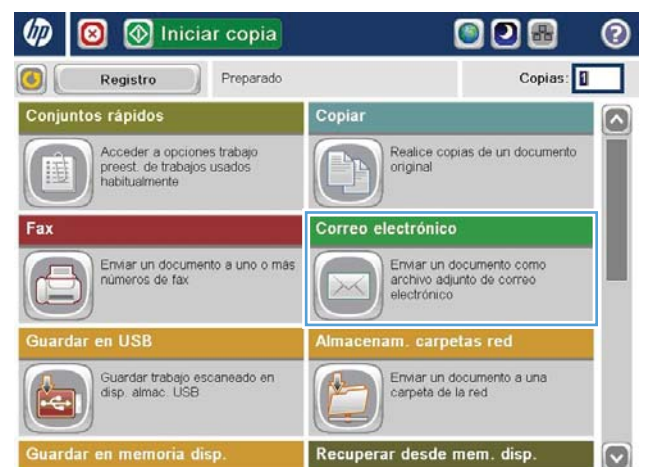 hp
Iniciar copia
?
Registro
Preparado
Copias: 1
Conjuntos rápidos
Acceder a opciones trabajo
preest. de trabajos usados
habitualmente
Copiar
Realice copias de un documento
original
Fax
Enviar un documento a uno o más
números de fax
Correo electrónico
Enviar un documento como
archivo adjunto de correo
electrónico
Guardar en USB
Guardar trabajo escaneado en
disp. almac. USB
Almacenam. carpetas red
Enviar un documento a una
carpeta de la red
Guardar en memoria disp.
Recuperar desde mem. disp.